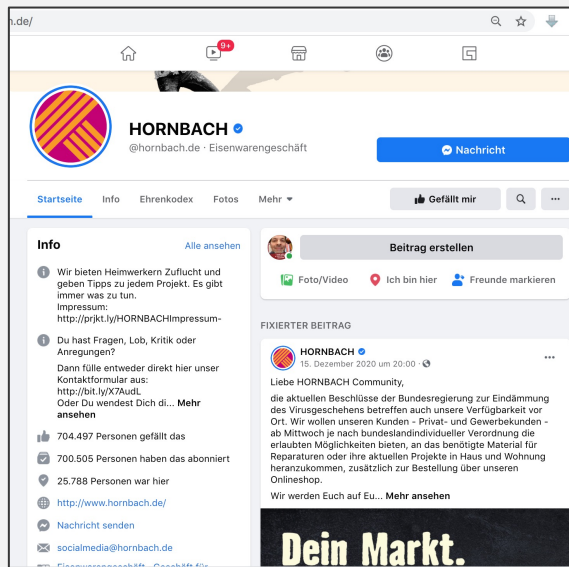 n.de/
9+
HORNBACH
@hornbach.de · Eisenwarengeschäft
Nachricht
Startseite Info Ehrenkodex Fotos Mehr
Gefällt mir
Info Alle ansehen
Wir bieten Heimwerkern Zuflucht und
geben Tipps zu jedem Projekt. Es gibt
immer was zu tun.
Impressum:
http://prjkt.ly/HORNBACHImpressum-
Du hast Fragen, Lob, Kritik oder
Anregungen?
Dann fülle entweder direkt hier unser
Kontaktformular aus:
http://bit.ly/X7AudL
Oder Du wendest Dich di... Mehr
ansehen
704.497 Personen gefällt das
700.505 Personen haben das abonniert
25.788 Personen war hier
http://www.hornbach.de/
Nachricht senden
socialmedia@hornbach.de
Eisenwarengeschäft · Geschäft für
Beitrag erstellen
Foto/Video Ich bin hier Freunde markieren
FIXIERTER BEITRAG
HORNBACH
15. Dezember 2020 um 20:00 ·
Liebe HORNBACH Community,
die aktuellen Beschlüsse der Bundesregierung zur Eindämmung
des Virusgeschehens betreffen auch unsere Verfügbarkeit vor
Ort. Wir wollen unseren Kunden - Privat- und Gewerbekunden -
ab Mittwoch je nach bundeslandindividueller Verordnung die
erlaubten Möglichkeiten bieten, an das benötigte Material für
Reparaturen oder ihre aktuellen Projekte in Haus und Wohnung
heranzukommen, zusätzlich zur Bestellung über unseren
Onlineshop.
Wir werden Euch auf Eu... Mehr ansehen
Dein Markt.